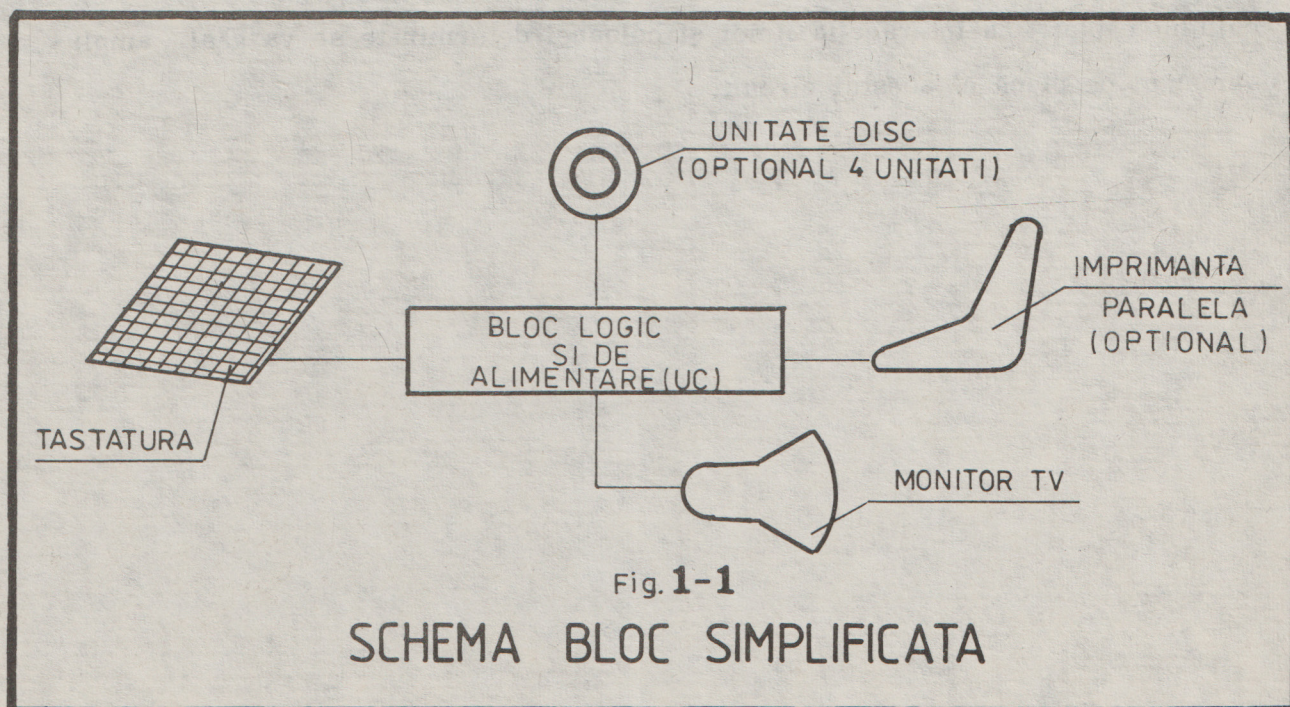 UNITATE DISC
(OPTIONAL 4 UNITATI)
IMPRIMANTA
PARALELA
(OPTIONAL)
BLOC LOGIC
SI DE
ALIMENTARE(UC)
TASTATURA
MONITOR TV
Fig. 1-1
SCHEMA BLOC SIMPLIFICATA